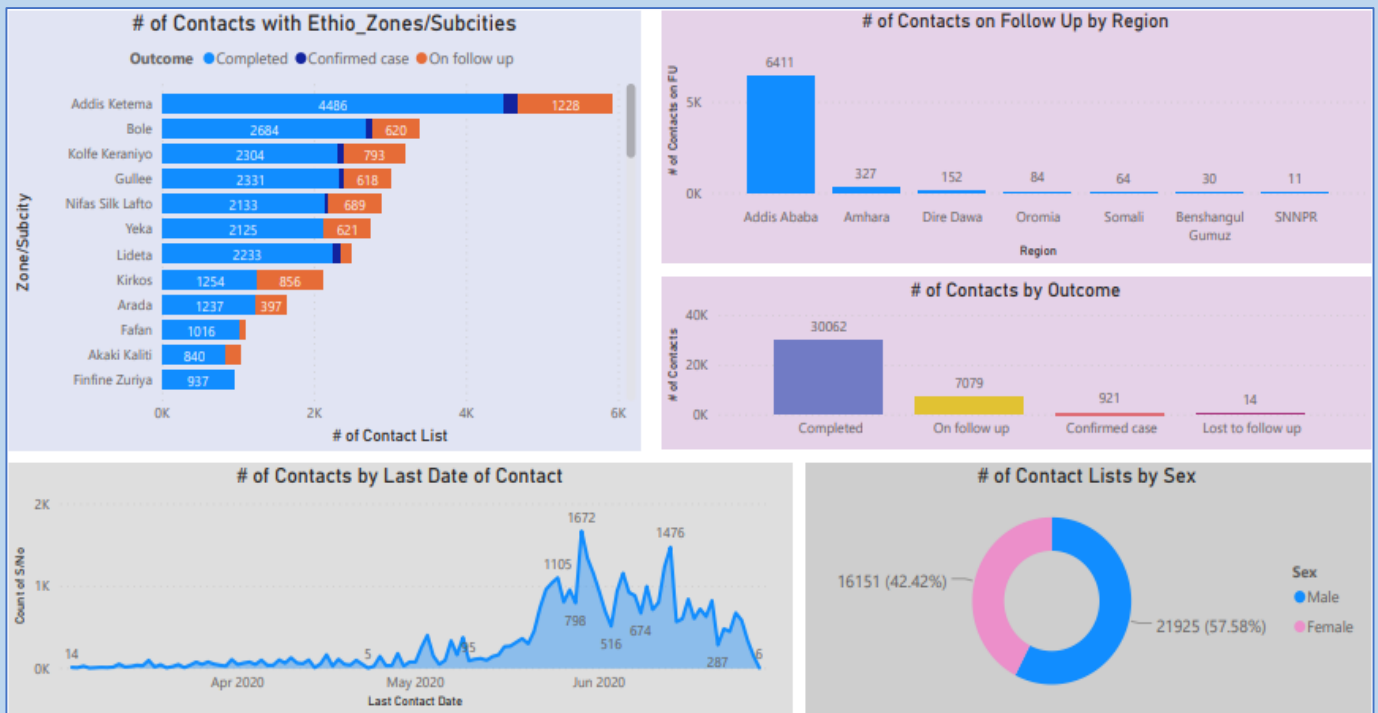 # of Contacts with Ethio_Zones/Subcities
Outcome Completed Confirmed case On follow up
Zone/Subcity
Addis Ketema 4486 1228
Bole 2684 620
Kolfe Keraniyo 2304 793
Gullee 2331 618
Nifas Silk Lafto 2133 689
Yeka 2125 621
Lideta 2233
Kirkos 1254 856
Arada 1237 397
Fafan 1016
Akaki Kaliti 840
Finfine Zuriya 937
0K 2K 4K 6K
# of Contact List
# of Contacts on Follow Up by Region
# of Contacts on FU
5K
0K
6411 327 152 84 64 30 11
Addis Ababa Amhara Dire Dawa Oromia Somali Benshangul SNNPR
Gumuz
Region
# of Contacts by Outcome
# of Contacts
40K
20K
0K
30062 7079 921 14
Completed On follow up Confirmed case Lost to follow up
# of Contacts by Last Date of Contact
Count of S/No
2K
1K
0K
14 5 95 1105 798 1672 516 674 1476 287 6
Apr 2020 May 2020 Jun 2020
Last Contact Date
# of Contact Lists by Sex
16151 (42.42%)
21925 (57.58%)
Sex
Male
Female